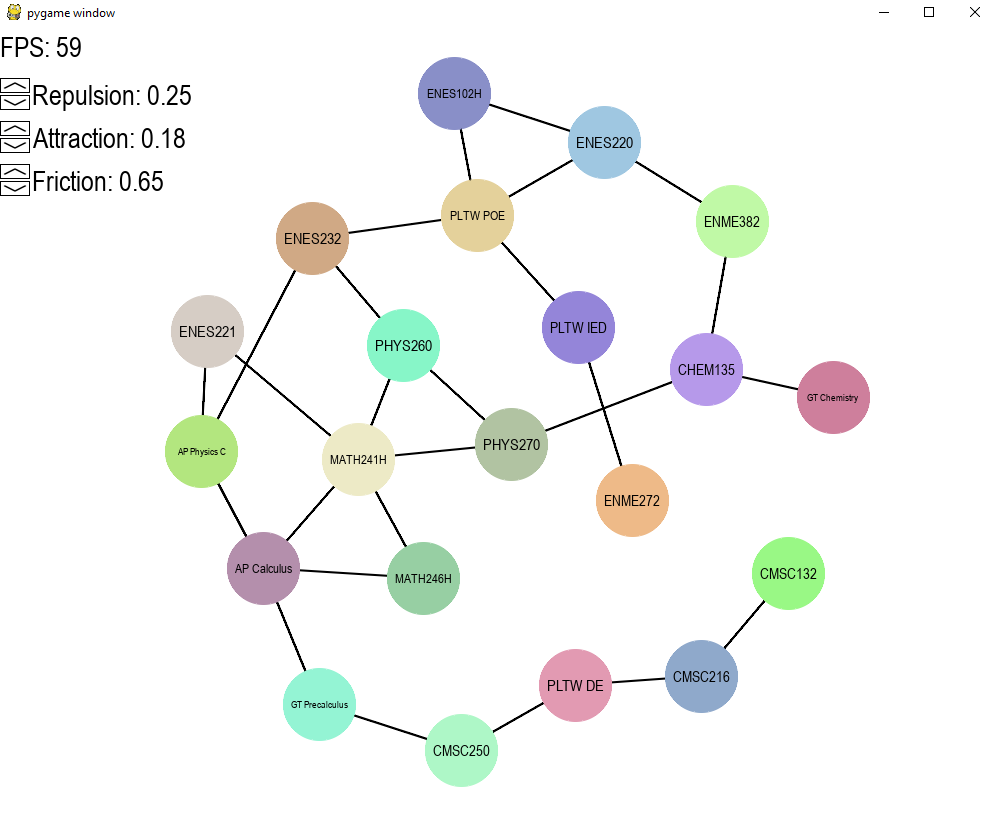 pygame window
FPS: 59
Repulsion: 0.25
Attraction: 0.18
Friction: 0.65
ENES102H
ENES220
PLTW POE
ENME382
ENES232
ENES221
PLTW IED
PHYS260
CHEM135
GT Chemistry
AP Physics C
MATH241H
PHYS270
ENME272
AP Calculus
MATH246H
CMSC132
GT Precalculus
PLTW DE
CMSC216
CMSC250